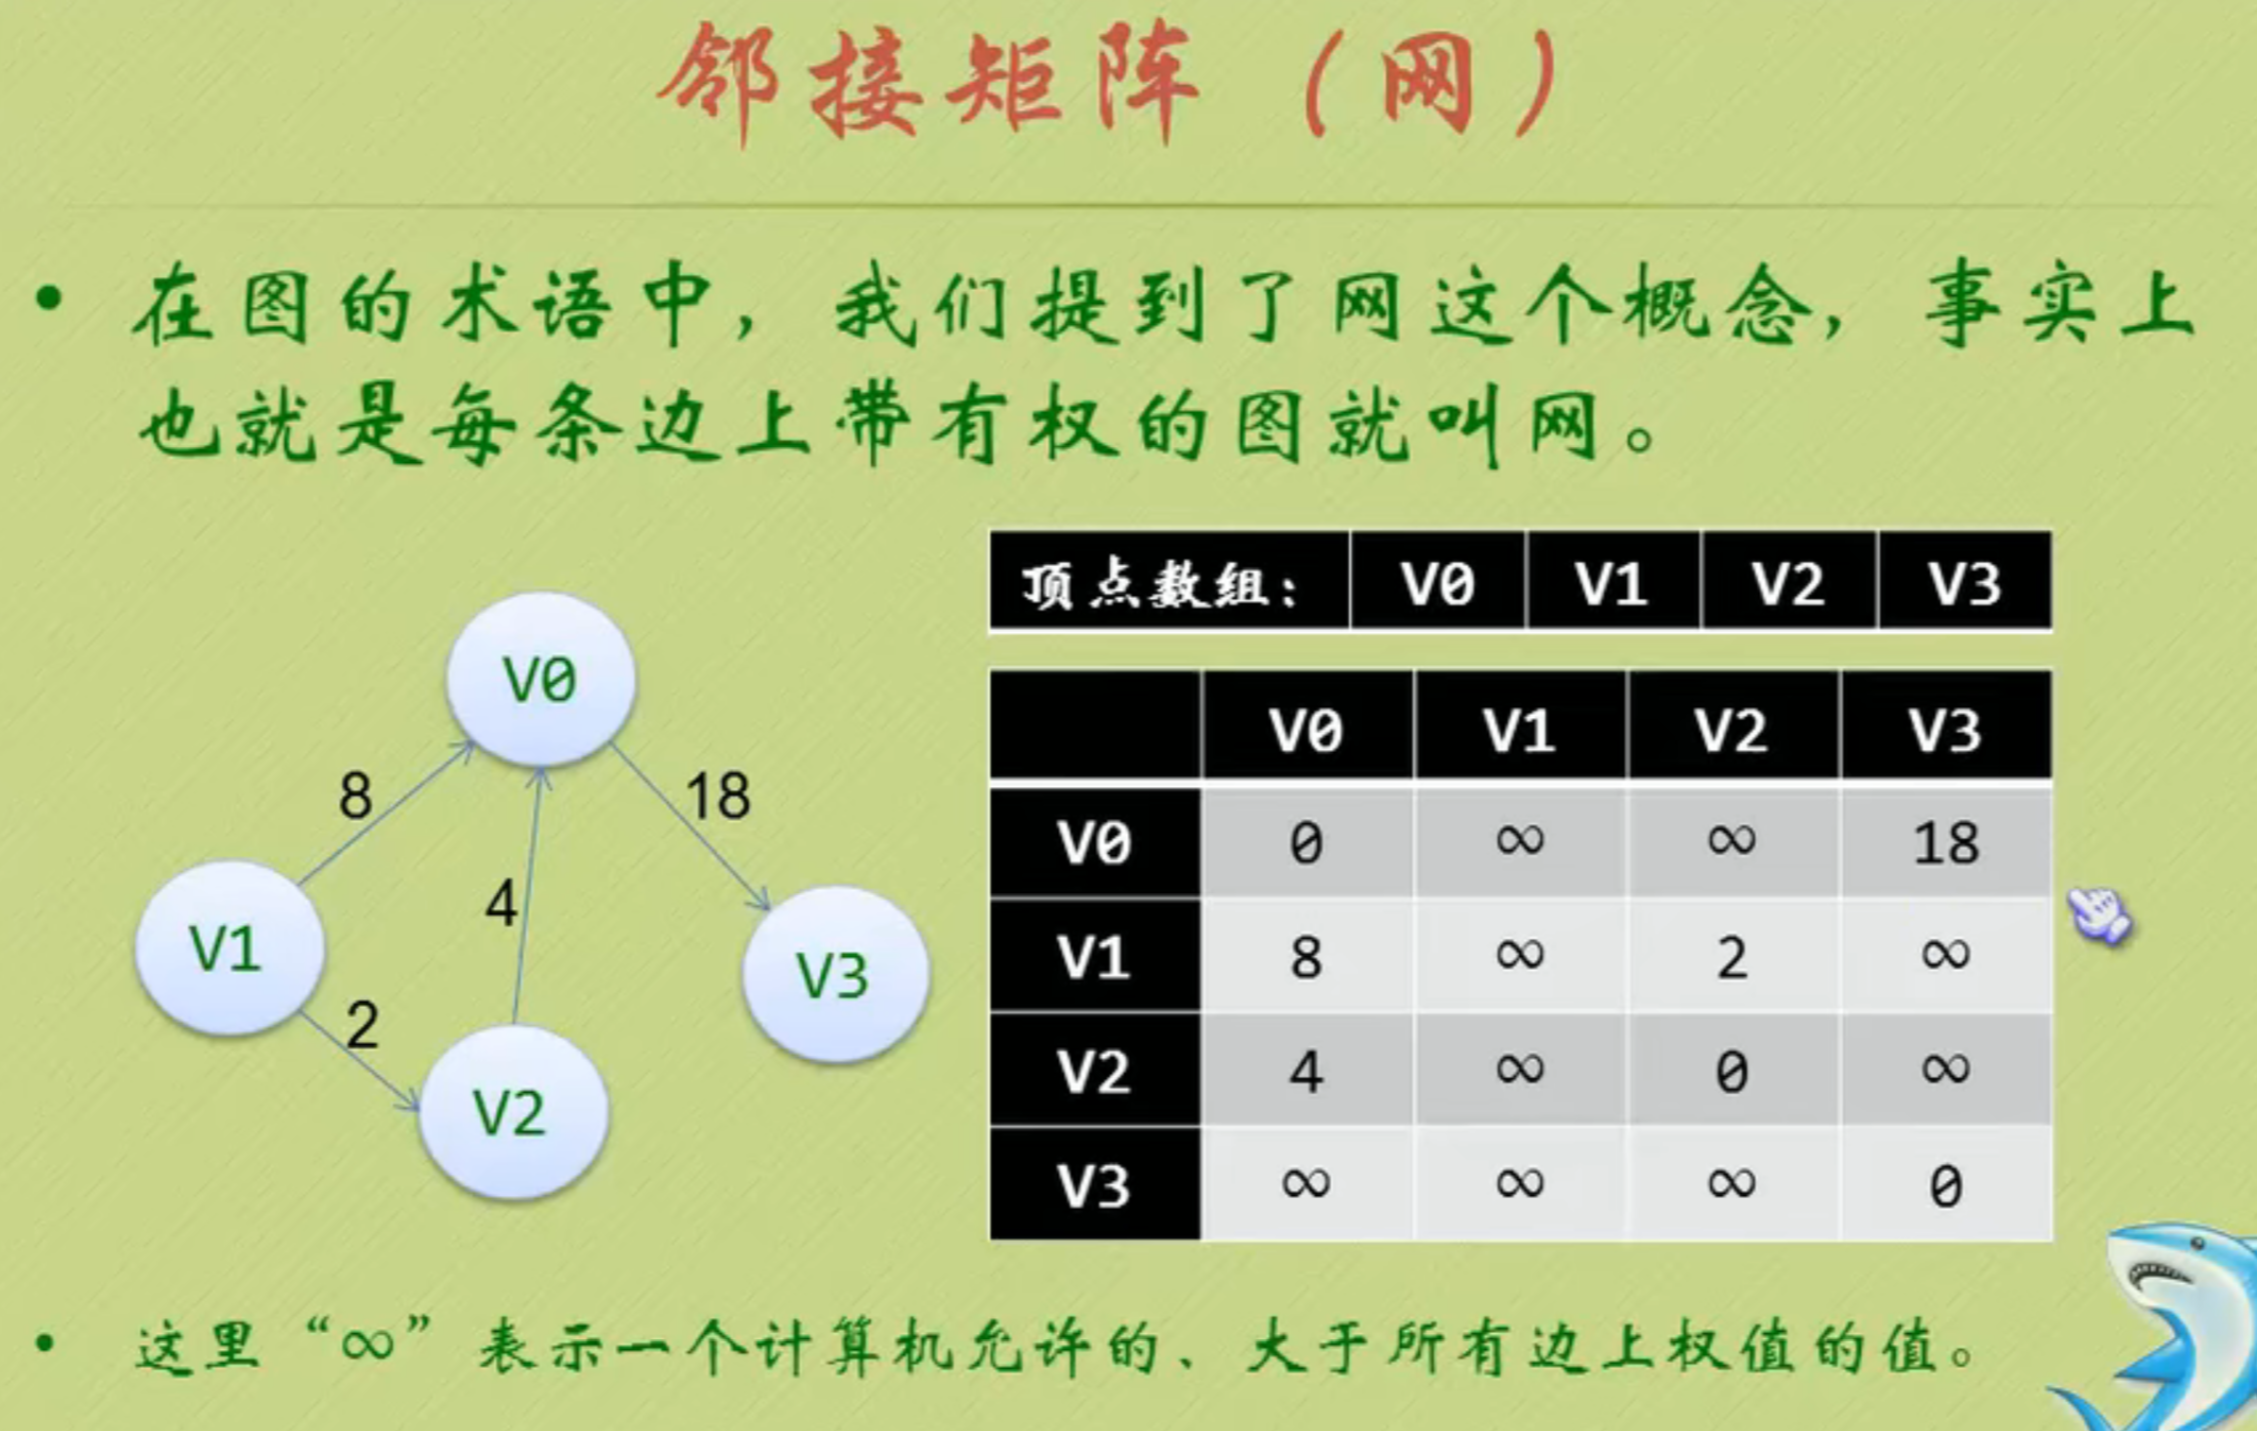 邻接矩阵（网）
• 在图的术语中，我们提到了网这个概念，事实上
也就是每条边上带有权的图就叫网。
顶点数组： V0 V1 V2 V3
V0
8
18
4
V1
V3
2
V2
V0 V1 V2 V3
V0 0 ∞ ∞ 18
V1 8 ∞ 2 ∞
V2 4 ∞ 0 ∞
V3 ∞ ∞ ∞ 0
• 这里“∞”表示一个计算机允许的、大于所有边上权值的值。